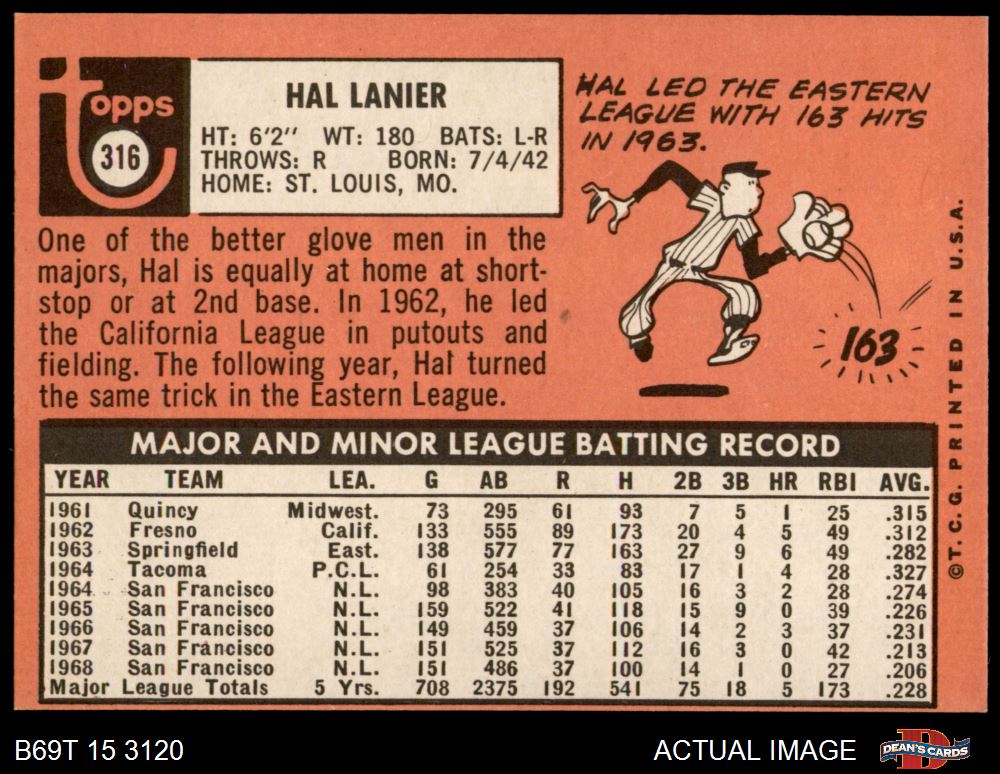 topps
316
HAL LANIER
HT: 6'2" WT: 180 BATS: L-R
THROWS: R BORN: 7/4/42
HOME: ST. LOUIS, MO.
HAL LED THE EASTERN
LEAGUE WITH 163 HITS
IN 1963.
163
One of the better glove men in the
majors, Hal is equally at home at short-
stop or at 2nd base. In 1962, he led
the California League in putouts and
fielding. The following year, Hal turned
the same trick in the Eastern League.
MAJOR AND MINOR LEAGUE BATTING RECORD
YEAR TEAM LEA. G AB R H 2B 3B HR RBI AVG.
1961 Quincy Midwest. 73 295 61 93 7 5 1 25 .315
1962 Fresno Calif. 133 555 89 173 20 4 5 49 .312
1963 Springfield East. 138 577 77 163 27 9 6 49 .282
1964 Tacoma P.C.L. 61 254 33 83 17 1 4 28 .327
1964 San Francisco N.L. 98 383 40 105 16 3 2 28 .274
1965 San Francisco N.L. 159 522 41 118 15 9 0 39 .226
1966 San Francisco N.L. 149 459 37 106 14 2 3 37 .231
1967 San Francisco N.L. 151 525 37 112 16 3 0 42 .213
1968 San Francisco N.L. 151 486 37 100 14 1 0 27 .206
Major League Totals 5 Yrs. 708 2375 192 541 75 18 5 173 .228
©T.C.G. PRINTED IN U.S.A.
B69T 15 3120
ACTUAL IMAGE
DEAN'S CARDS